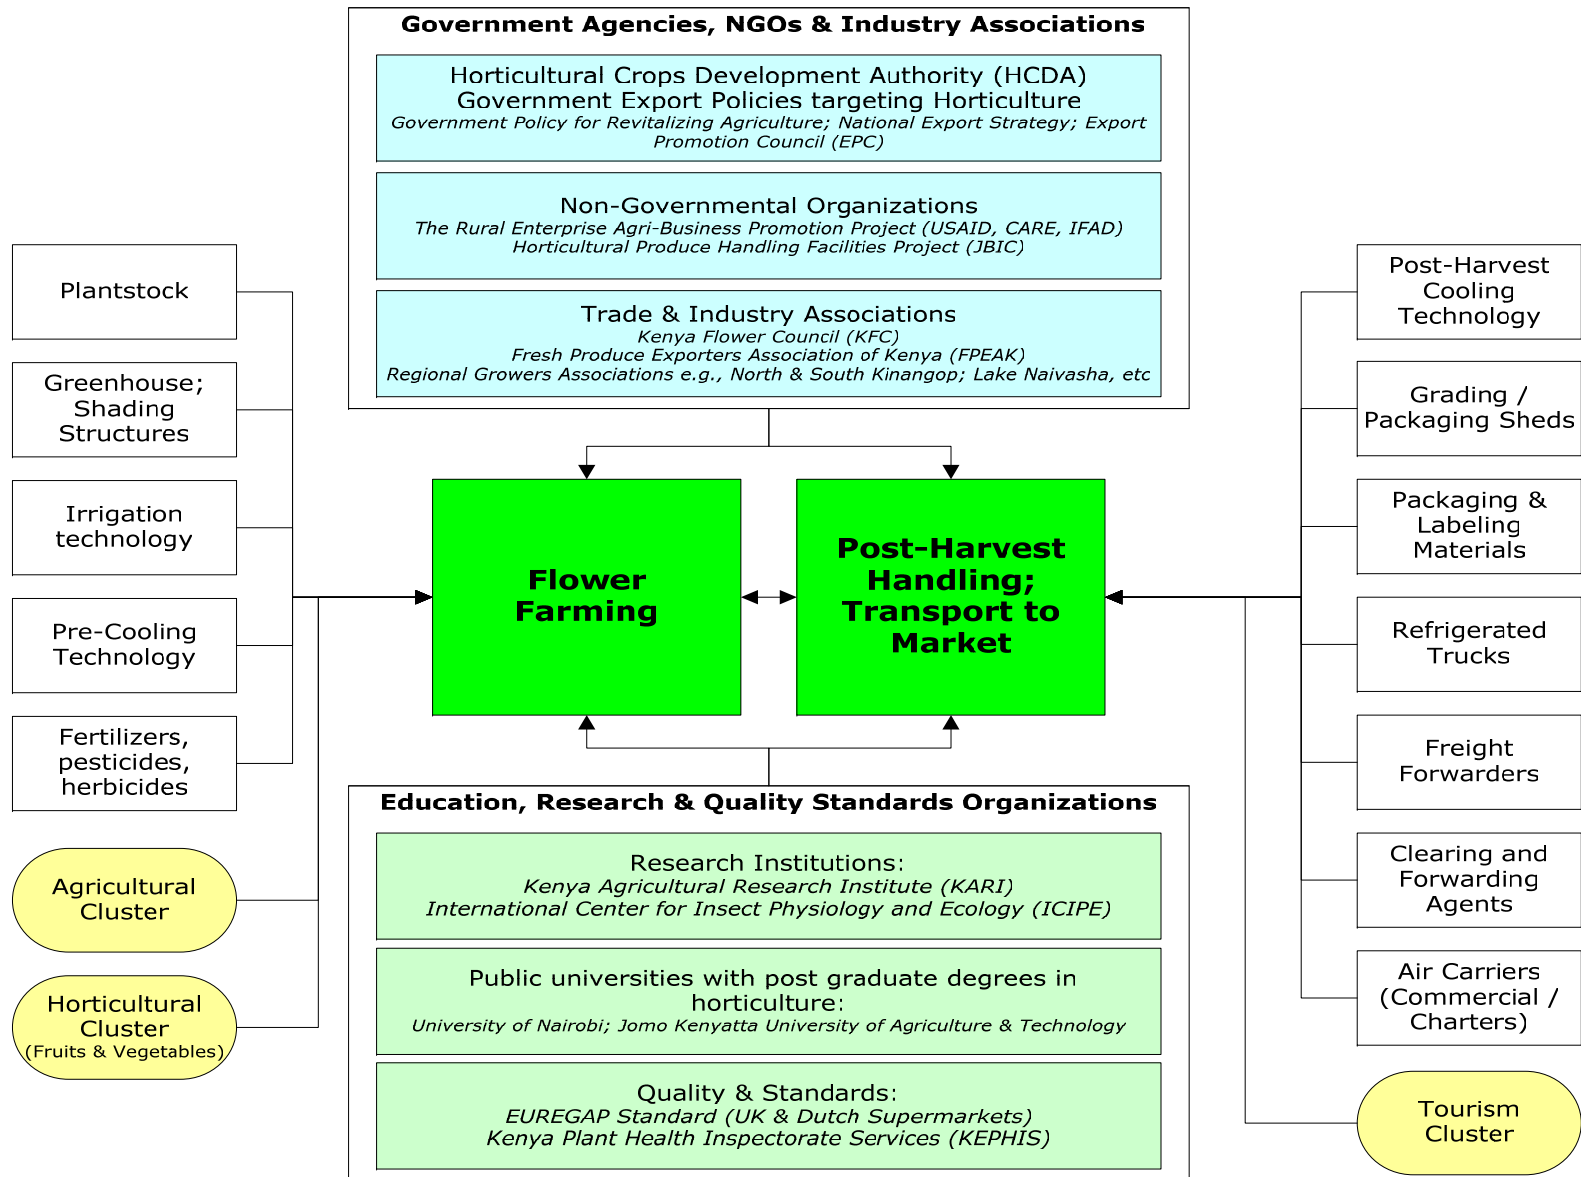 Government Agencies, NGOs & Industry Associations
Horticultural Crops Development Authority (HCDA)
Government Export Policies targeting Horticulture
Government Policy for Revitalizing Agriculture; National Export Strategy; Export
Promotion Council (EPC)
Non-Governmental Organizations
The Rural Enterprise Agri-Business Promotion Project (USAID, CARE, IFAD)
Horticultural Produce Handling Facilities Project (JBIC)
Trade & Industry Associations
Kenya Flower Council (KFC)
Fresh Produce Exporters Association of Kenya (FPEAK)
Regional Growers Associations e.g., North & South Kinangop; Lake Naivasha, etc
Plantstock
Greenhouse;
Shading
Structures
Irrigation
technology
Pre-Cooling
Technology
Fertilizers,
pesticides,
herbicides
Agricultural
Cluster
Horticultural
Cluster
(Fruits & Vegetables)
Flower
Farming
Post-Harvest
Handling;
Transport to
Market
Post-Harvest
Cooling
Technology
Grading /
Packaging Sheds
Packaging &
Labeling
Materials
Refrigerated
Trucks
Freight
Forwarders
Clearing and
Forwarding
Agents
Air Carriers
(Commercial /
Charters)
Tourism
Cluster
Education, Research & Quality Standards Organizations
Research Institutions:
Kenya Agricultural Research Institute (KARI)
International Center for Insect Physiology and Ecology (ICIPE)
Public universities with post graduate degrees in
horticulture:
University of Nairobi; Jomo Kenyatta University of Agriculture & Technology
Quality & Standards:
EUREGAP Standard (UK & Dutch Supermarkets)
Kenya Plant Health Inspectorate Services (KEPHIS)